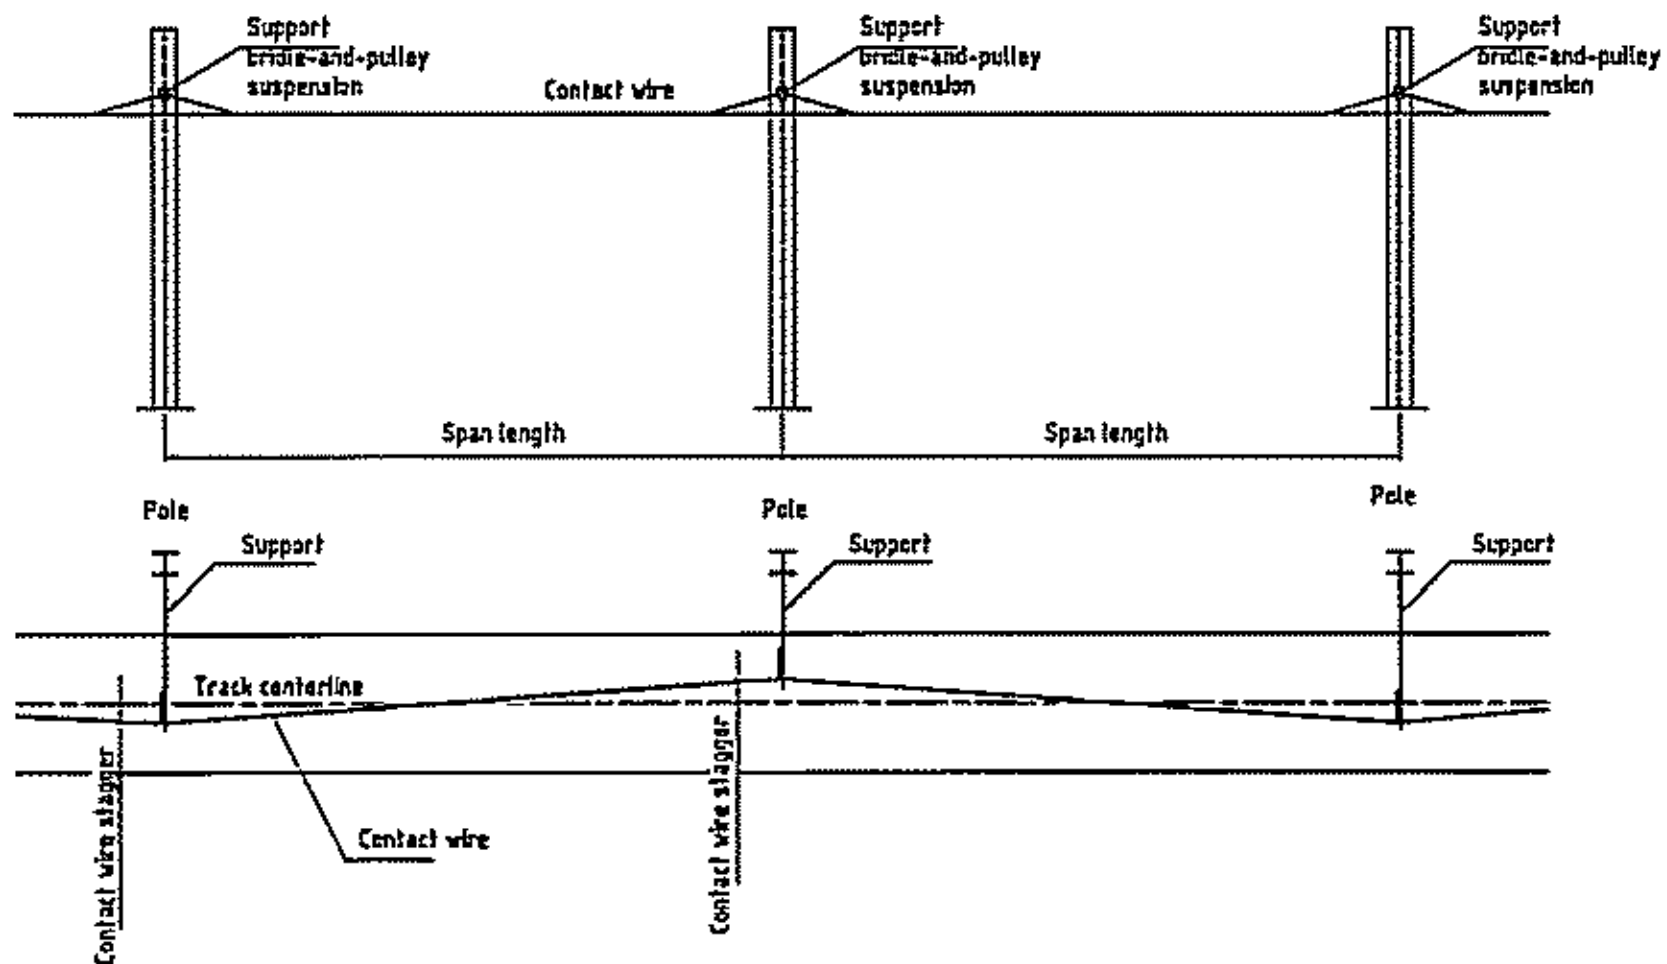 Support
bridle-and-pulley
suspension
Contact wire
Support
bridle-and-pulley
suspension
Support
bridle-and-pulley
suspension
Span length
Span length
Pole
Pole
Pole
Support
Support
Support
Track centerline
Contact wire stagger
Contact wire stagger
Contact wire